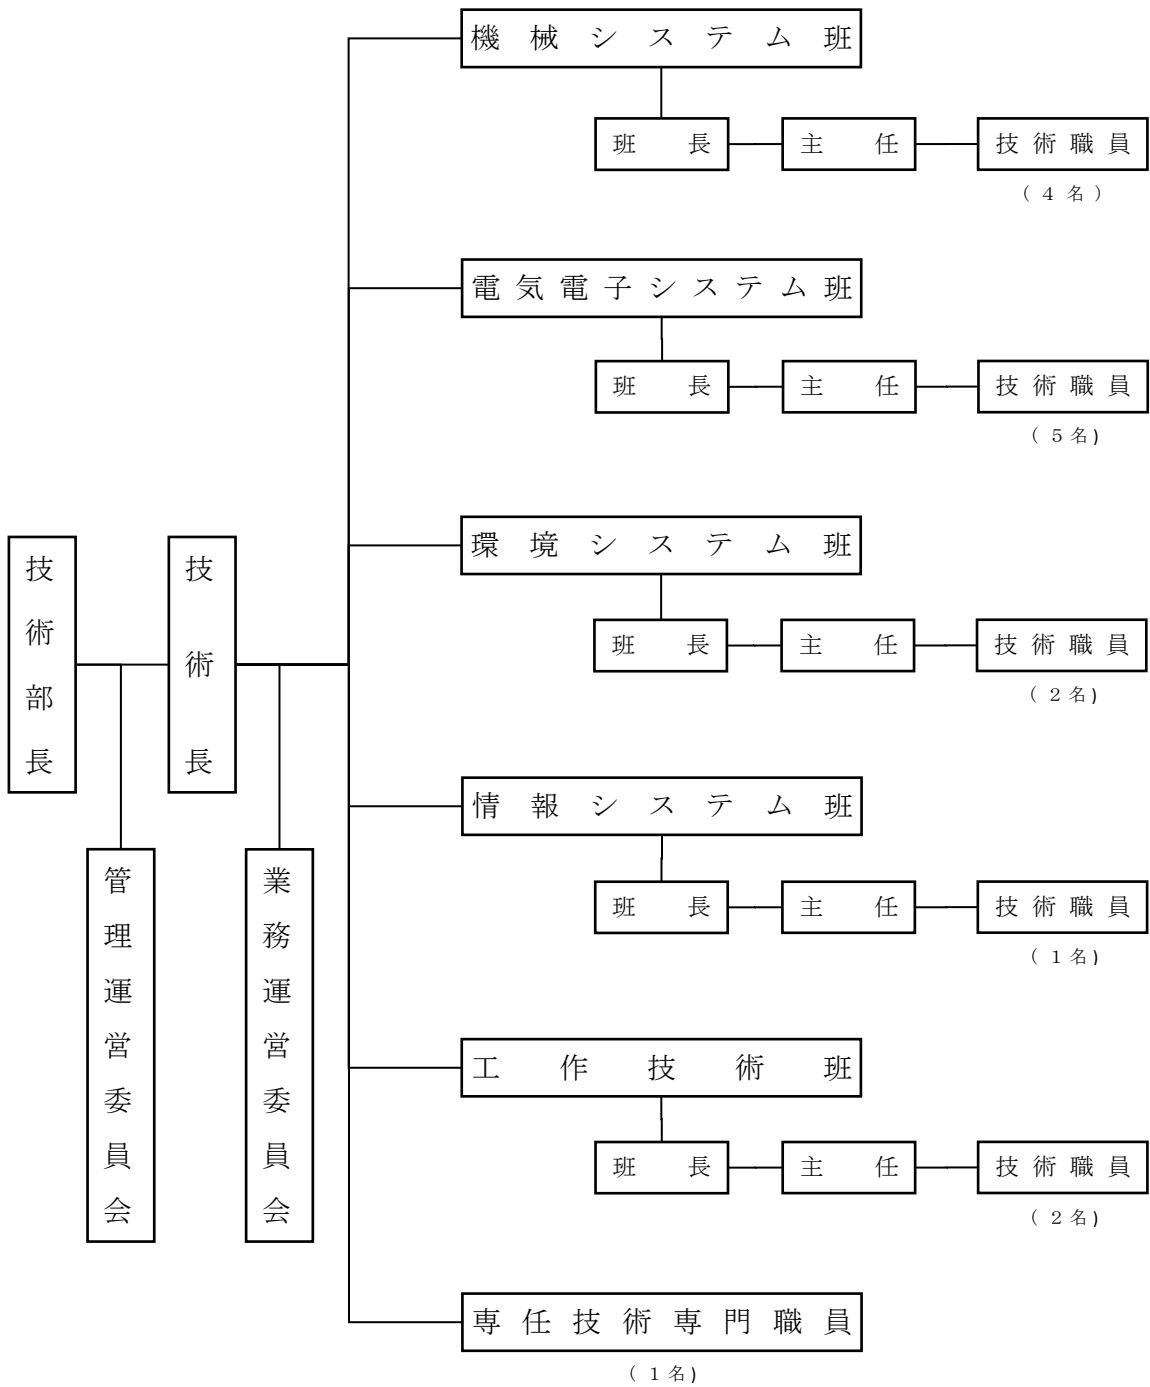 機械システム班
班長 主任 技術職員
（4名）
電気電子システム班
班長 主任 技術職員
（5名)
環境システム班
班長 主任 技術職員
（2名)
技術部長
技術長
情報システム班
班長 主任 技術職員
（1名)
管理運営委員会
業務運営委員会
工作技術班
班長 主任 技術職員
（2名)
専任技術専門職員
（1名)